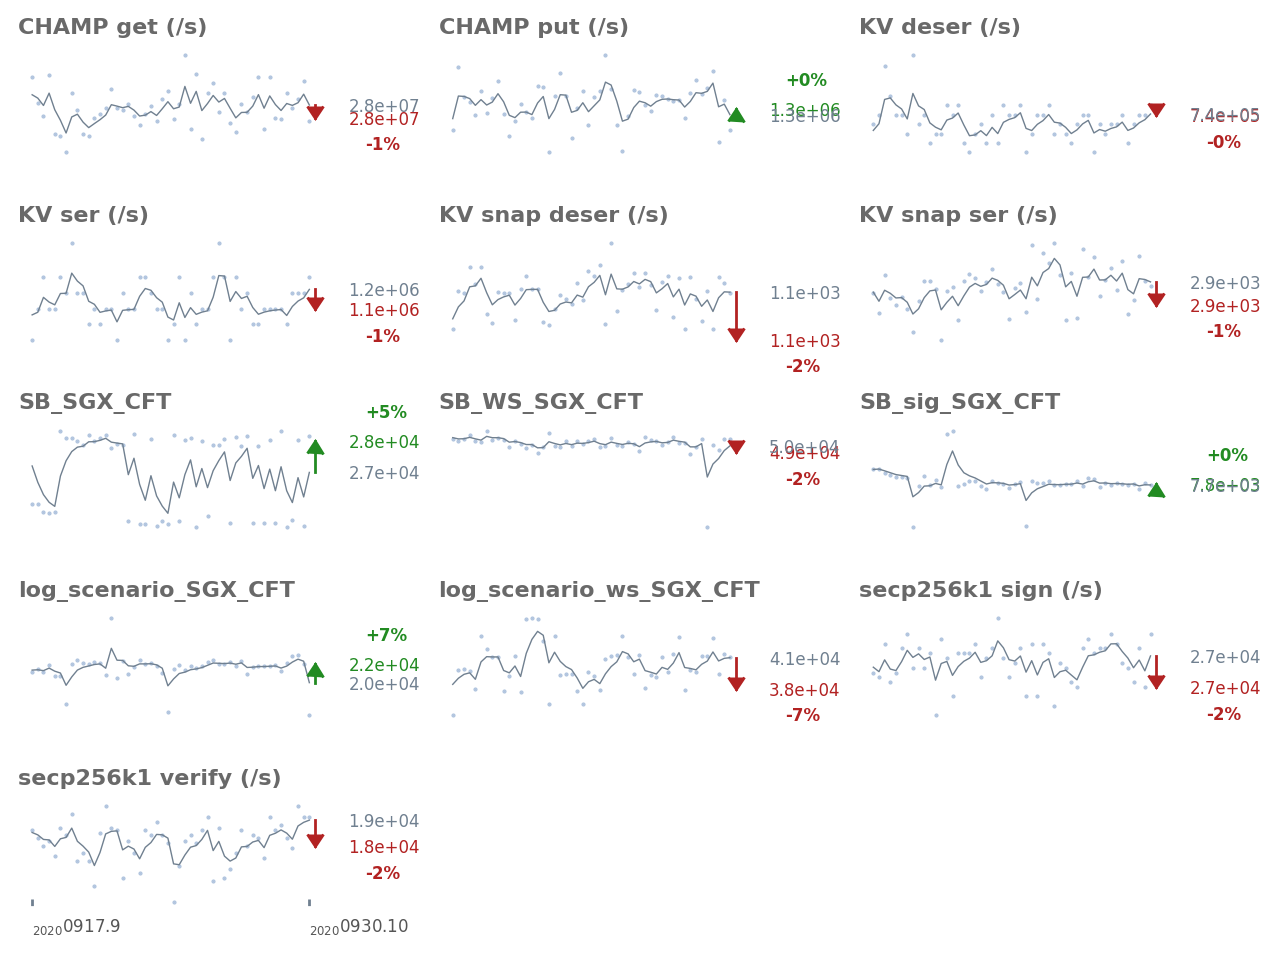 CHAMP get (/s)
2.8e+07
2.8e+07
-1%
CHAMP put (/s)
+0%
1.3e+06
1.3e+06
KV deser (/s)
7.4e+05
-0%
KV ser (/s)
1.2e+06
1.1e+06
-1%
KV snap deser (/s)
1.1e+03
1.1e+03
-2%
KV snap ser (/s)
2.9e+03
2.9e+03
-1%
SB_SGX_CFT
+5%
2.8e+04
2.7e+04
SB_WS_SGX_CFT
5.0e+04
4.9e+04
-2%
SB_sig_SGX_CFT
+0%
7.8e+03
7.7e+03
log_scenario_SGX_CFT
+7%
2.2e+04
2.0e+04
log_scenario_ws_SGX_CFT
4.1e+04
3.8e+04
-7%
secp256k1 sign (/s)
2.7e+04
2.7e+04
-2%
secp256k1 verify (/s)
1.9e+04
1.8e+04
-2%
20200917.9
20200930.10